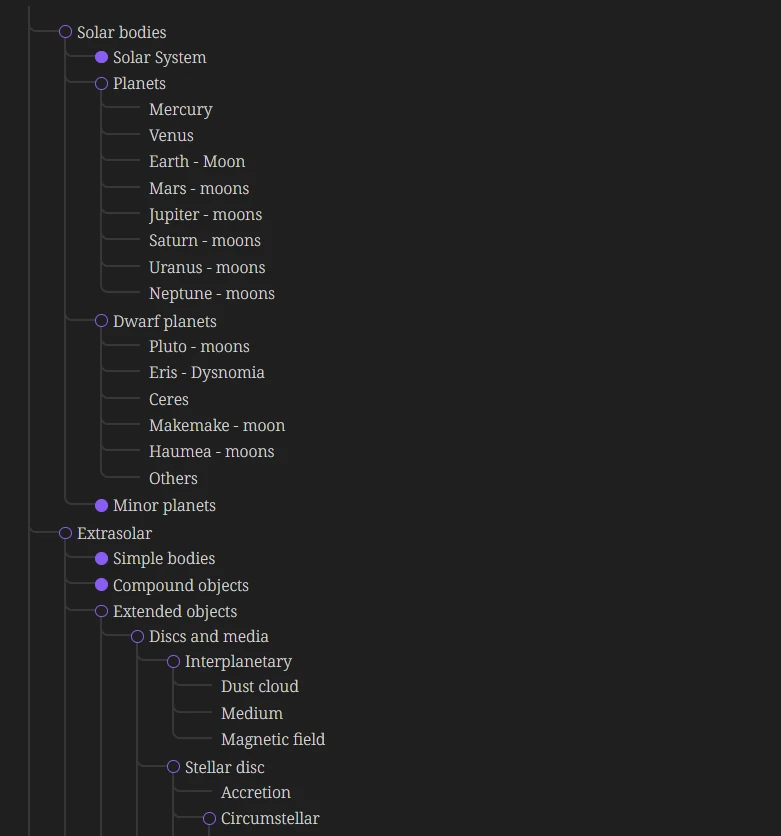 Solar bodies
Solar System
Planets
Mercury
Venus
Earth - Moon
Mars - moons
Jupiter - moons
Saturn - moons
Uranus - moons
Neptune - moons
Dwarf planets
Pluto - moons
Eris - Dysnomia
Ceres
Makemake - moon
Haumea - moons
Others
Minor planets
Extrasolar
Simple bodies
Compound objects
Extended objects
Discs and media
Interplanetary
Dust cloud
Medium
Magnetic field
Stellar disc
Accretion
Circumstellar